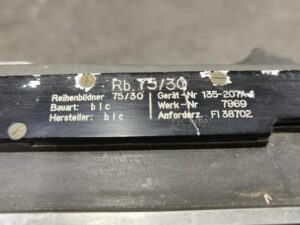 Rb. 75/30
Reihenbildner 75/30
Bauart: blc
Hersteller: blc
Gerät-Nr 135-207A-1
Werk-Nr 7969
Anforderz. Fl 38702